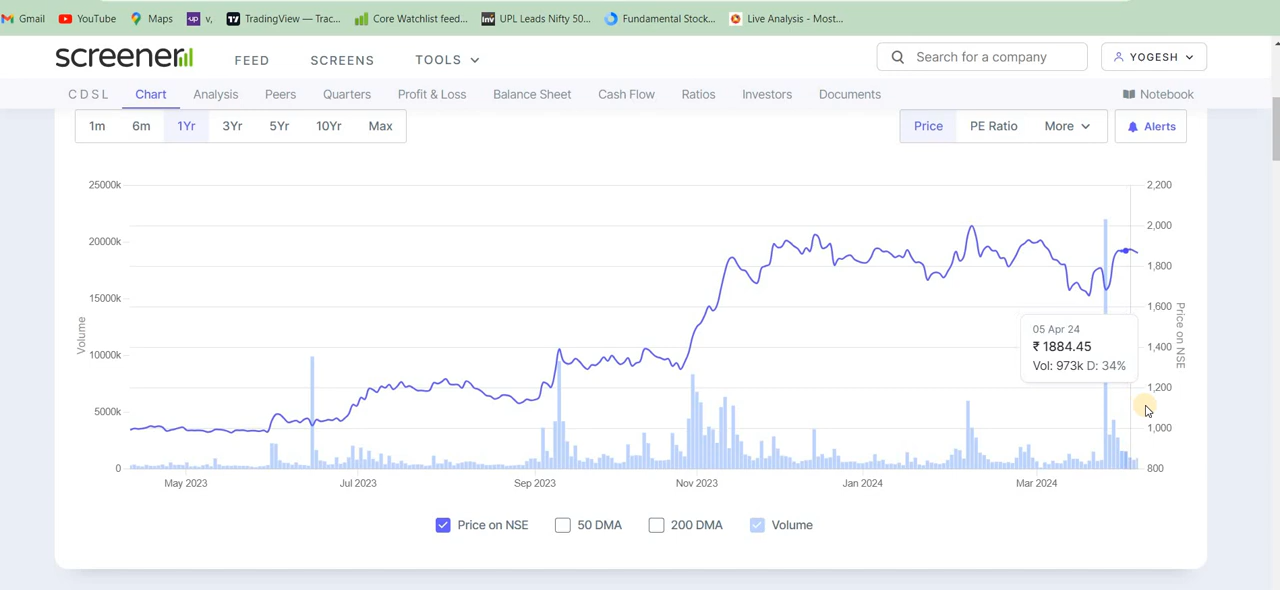 Gmail YouTube Maps up v, TradingView — Trac... Core Watchlist feed... Inv UPL Leads Nifty 50... Fundamental Stock... Live Analysis - Most...
screener FEED SCREENS TOOLS Search for a company YOGESH
C D S L Chart Analysis Peers Quarters Profit & Loss Balance Sheet Cash Flow Ratios Investors Documents Notebook
1m 6m 1Yr 3Yr 5Yr 10Yr Max Price PE Ratio More Alerts
25000k 2,200
2,000
20000k
1,800
15000k 1,600
Volume Price on NSE
05 Apr 24
₹ 1884.45
Vol: 973k D: 34%
10000k 1,400
1,200
5000k
1,000
0 800
May 2023 Jul 2023 Sep 2023 Nov 2023 Jan 2024 Mar 2024
Price on NSE 50 DMA 200 DMA Volume